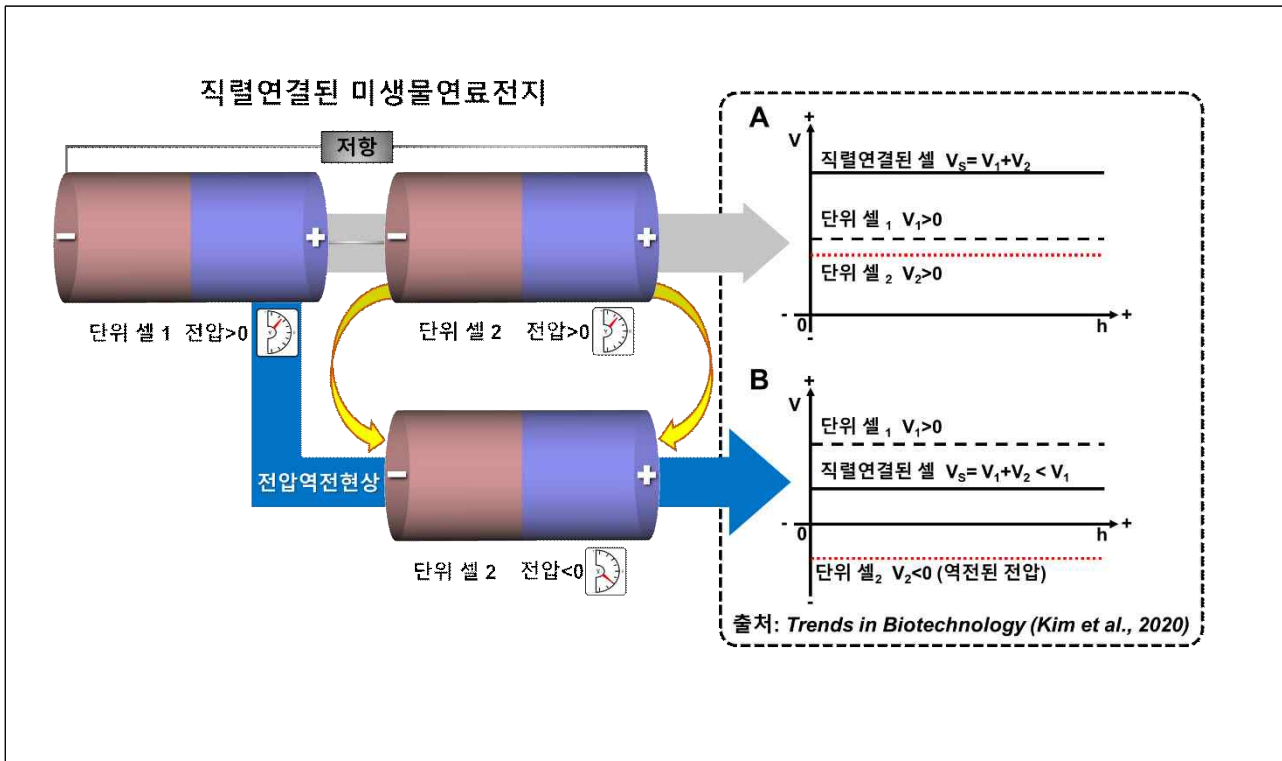 직렬연결된 미생물연료전지
저항
- + - +
단위 셀 1 전압>0
단위 셀 2 전압>0
전압역전현상
- +
단위 셀 2 전압<0
A
+
V
직렬연결된 셀 Vₛ= V₁+V₂
단위 셀 ₁ V₁>0
단위 셀 ₂ V₂>0
- 0 h +
-
B
+
V
단위 셀 ₁ V₁>0
직렬연결된 셀 Vₛ= V₁+V₂ < V₁
- 0 h +
단위 셀₂ V₂<0 (역전된 전압)
-
출처: Trends in Biotechnology (Kim et al., 2020)